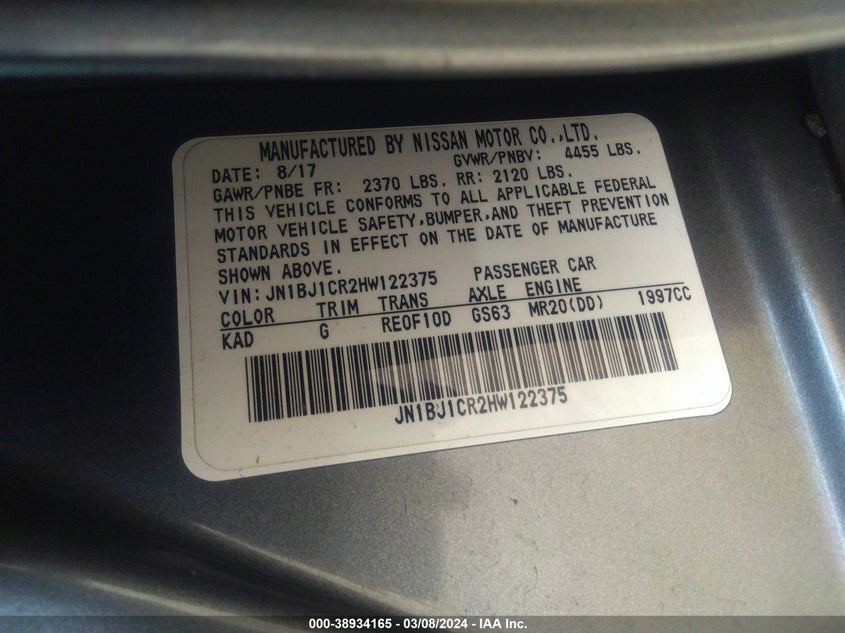 MANUFACTURED BY NISSAN MOTOR CO.,LTD.
DATE: 8/17 GVWR/PNBV: 4455 LBS.
GAWR/PNBE FR: 2370 LBS. RR: 2120 LBS.
THIS VEHICLE CONFORMS TO ALL APPLICABLE FEDERAL
MOTOR VEHICLE SAFETY,BUMPER,AND THEFT PREVENTION
STANDARDS IN EFFECT ON THE DATE OF MANUFACTURE
SHOWN ABOVE.
VIN: JN1BJ1CR2HW122375 PASSENGER CAR
COLOR TRIM TRANS AXLE ENGINE
KAD G RE0F10D GS63 MR20(DD) 1997CC
JN1BJ1CR2HW122375
000-38934165 - 03/08/2024 - IAA Inc.